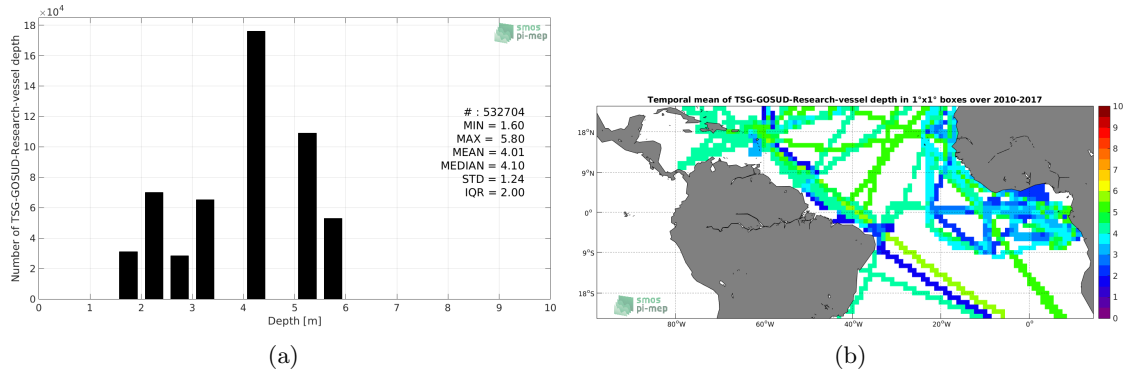 ×10⁴
18
16
14
12
10
8
6
4
2
0
Number of TSG-GOSUD-Research-vessel depth
smos
pi-mep
# : 532704
MIN = 1.60
MAX = 5.80
MEAN = 4.01
MEDIAN = 4.10
STD = 1.24
IQR = 2.00
0 1 2 3 4 5 6 7 8 9 10
Depth [m]
(a)
Temporal mean of TSG-GOSUD-Research-vessel depth in 1°x1° boxes over 2010-2017
18°N
9°N
0°
9°S
18°S
smos
pi-mep
80°W 60°W 40°W 20°W 0°
10
9
8
7
6
5
4
3
2
1
0
(b)